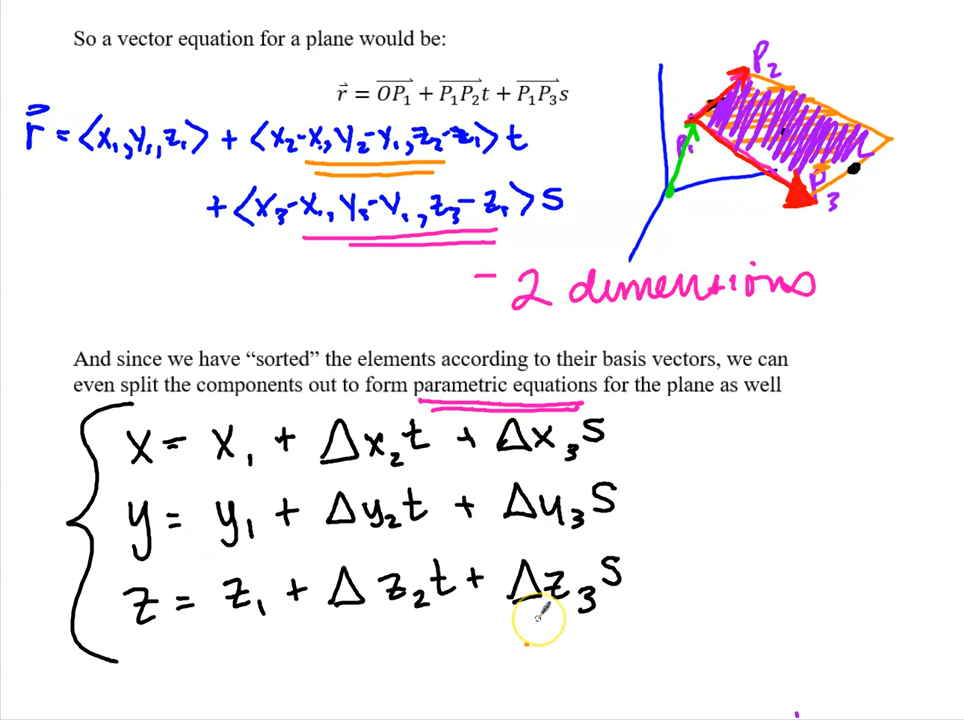 So a vector equation for a plane would be:
r⃗ = OP₁ + P₁P₂t + P₁P₃s
r⃗ = <x₁, y₁, z₁> + <x₂-x₁, y₂-y₁, z₂-z₁> t
+ <x₃-x₁, y₃-y₁, z₃-z₁> s
P₂
P₁
P₃
- 2 dimensions
And since we have “sorted” the elements according to their basis vectors, we can
even split the components out to form parametric equations for the plane as well
x = x₁ + Δx₂t + Δx₃s
y = y₁ + Δy₂t + Δy₃s
z = z₁ + Δz₂t + Δz₃s